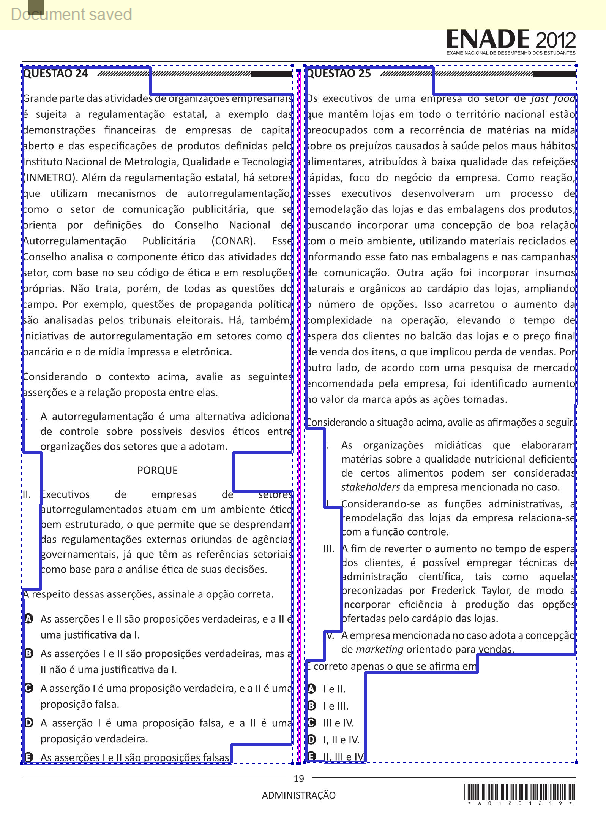 Document saved
ENADE 2012
EXAME NACIONAL DE DESEMPENHO DOS ESTUDANTES
QUESTÃO 24
Grande parte das atividades de organizações empresariais
é sujeita a regulamentação estatal, a exemplo das
demonstrações financeiras de empresas de capital
aberto e das especificações de produtos definidas pelo
Instituto Nacional de Metrologia, Qualidade e Tecnologia
(INMETRO). Além da regulamentação estatal, há setores
que utilizam mecanismos de autorregulamentação,
como o setor de comunicação publicitária, que se
orienta por definições do Conselho Nacional de
Autorregulamentação Publicitária (CONAR). Esse
Conselho analisa o componente ético das atividades do
setor, com base no seu código de ética e em resoluções
próprias. Não trata, porém, de todas as questões do
campo. Por exemplo, questões de propaganda política
são analisadas pelos tribunais eleitorais. Há, também,
iniciativas de autorregulamentação em setores como o
bancário e o de mídia impressa e eletrônica.
Considerando o contexto acima, avalie as seguintes
asserções e a relação proposta entre elas.
I. A autorregulamentação é uma alternativa adicional
de controle sobre possíveis desvios éticos entre
organizações dos setores que a adotam.
PORQUE
II. Executivos de empresas de setores
autorregulamentados atuam em um ambiente ético
bem estruturado, o que permite que se desprendam
das regulamentações externas oriundas de agências
governamentais, já que têm as referências setoriais
como base para a análise ética de suas decisões.
A respeito dessas asserções, assinale a opção correta.
A As asserções I e II são proposições verdadeiras, e a II é
uma justificativa da I.
B As asserções I e II são proposições verdadeiras, mas a
II não é uma justificativa da I.
C A asserção I é uma proposição verdadeira, e a II é uma
proposição falsa.
D A asserção I é uma proposição falsa, e a II é uma
proposição verdadeira.
E As asserções I e II são proposições falsas.
QUESTÃO 25
Os executivos de uma empresa do setor de fast food
que mantêm lojas em todo o território nacional estão
preocupados com a recorrência de matérias na mídia
sobre os prejuízos causados à saúde pelos maus hábitos
alimentares, atribuídos à baixa qualidade das refeições
rápidas, foco do negócio da empresa. Como reação,
esses executivos desenvolveram um processo de
remodelação das lojas e das embalagens dos produtos,
buscando incorporar uma concepção de boa relação
com o meio ambiente, utilizando materiais reciclados e
informando esse fato nas embalagens e nas campanhas
de comunicação. Outra ação foi incorporar insumos
naturais e orgânicos ao cardápio das lojas, ampliando
o número de opções. Isso acarretou o aumento da
complexidade na operação, elevando o tempo de
espera dos clientes no balcão das lojas e o preço final
de venda dos itens, o que implicou perda de vendas. Por
outro lado, de acordo com uma pesquisa de mercado
encomendada pela empresa, foi identificado aumento
no valor da marca após as ações tomadas.
Considerando a situação acima, avalie as afirmações a seguir.
I. As organizações midiáticas que elaboraram
matérias sobre a qualidade nutricional deficiente
de certos alimentos podem ser consideradas
stakeholders da empresa mencionada no caso.
II. Considerando-se as funções administrativas, a
remodelação das lojas da empresa relaciona-se
com a função controle.
III. A fim de reverter o aumento no tempo de espera
dos clientes, é possível empregar técnicas de
administração científica, tais como aquelas
preconizadas por Frederick Taylor, de modo a
incorporar eficiência à produção das opções
ofertadas pelo cardápio das lojas.
IV. A empresa mencionada no caso adota a concepção
de marketing orientado para vendas.
É correto apenas o que se afirma em
A I e II.
B I e III.
C III e IV.
D I, II e IV.
E II, III e IV.
19
ADMINISTRAÇÃO